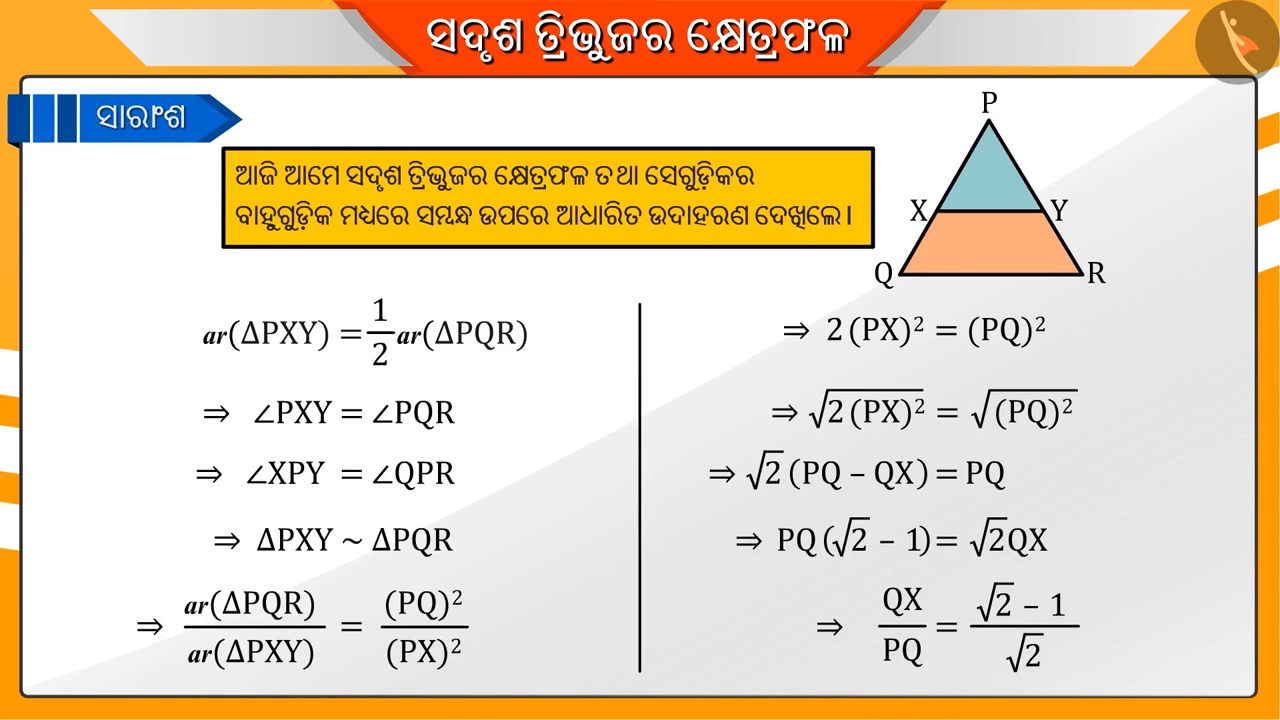 ସଦୃଶ ତ୍ରିଭୁଜର କ୍ଷେତ୍ରଫଳ
ସାରାଂଶ
ଆଜି ଆମେ ସଦୃଶ ତ୍ରିଭୁଜର କ୍ଷେତ୍ରଫଳ ତଥା ସେଗୁଡ଼ିକର
ବାହୁଗୁଡ଼ିକ ମଧ୍ୟରେ ସମ୍ବନ୍ଧ ଉପରେ ଆଧାରିତ ଉଦାହରଣ ଦେଖିଲେ।
P
X Y
Q R
ar(ΔPXY) = 1/2 ar(ΔPQR)
⇒ ∠PXY = ∠PQR
⇒ ∠XPY = ∠QPR
⇒ ΔPXY ~ ΔPQR
⇒ ar(ΔPQR)/ar(ΔPXY) = (PQ)²/(PX)²
⇒ 2 (PX)² = (PQ)²
⇒ √(2 (PX)²) = √((PQ)²)
⇒ √2 (PQ – QX) = PQ
⇒ PQ (√2 – 1) = √2QX
⇒ QX/PQ = (√2 – 1)/√2